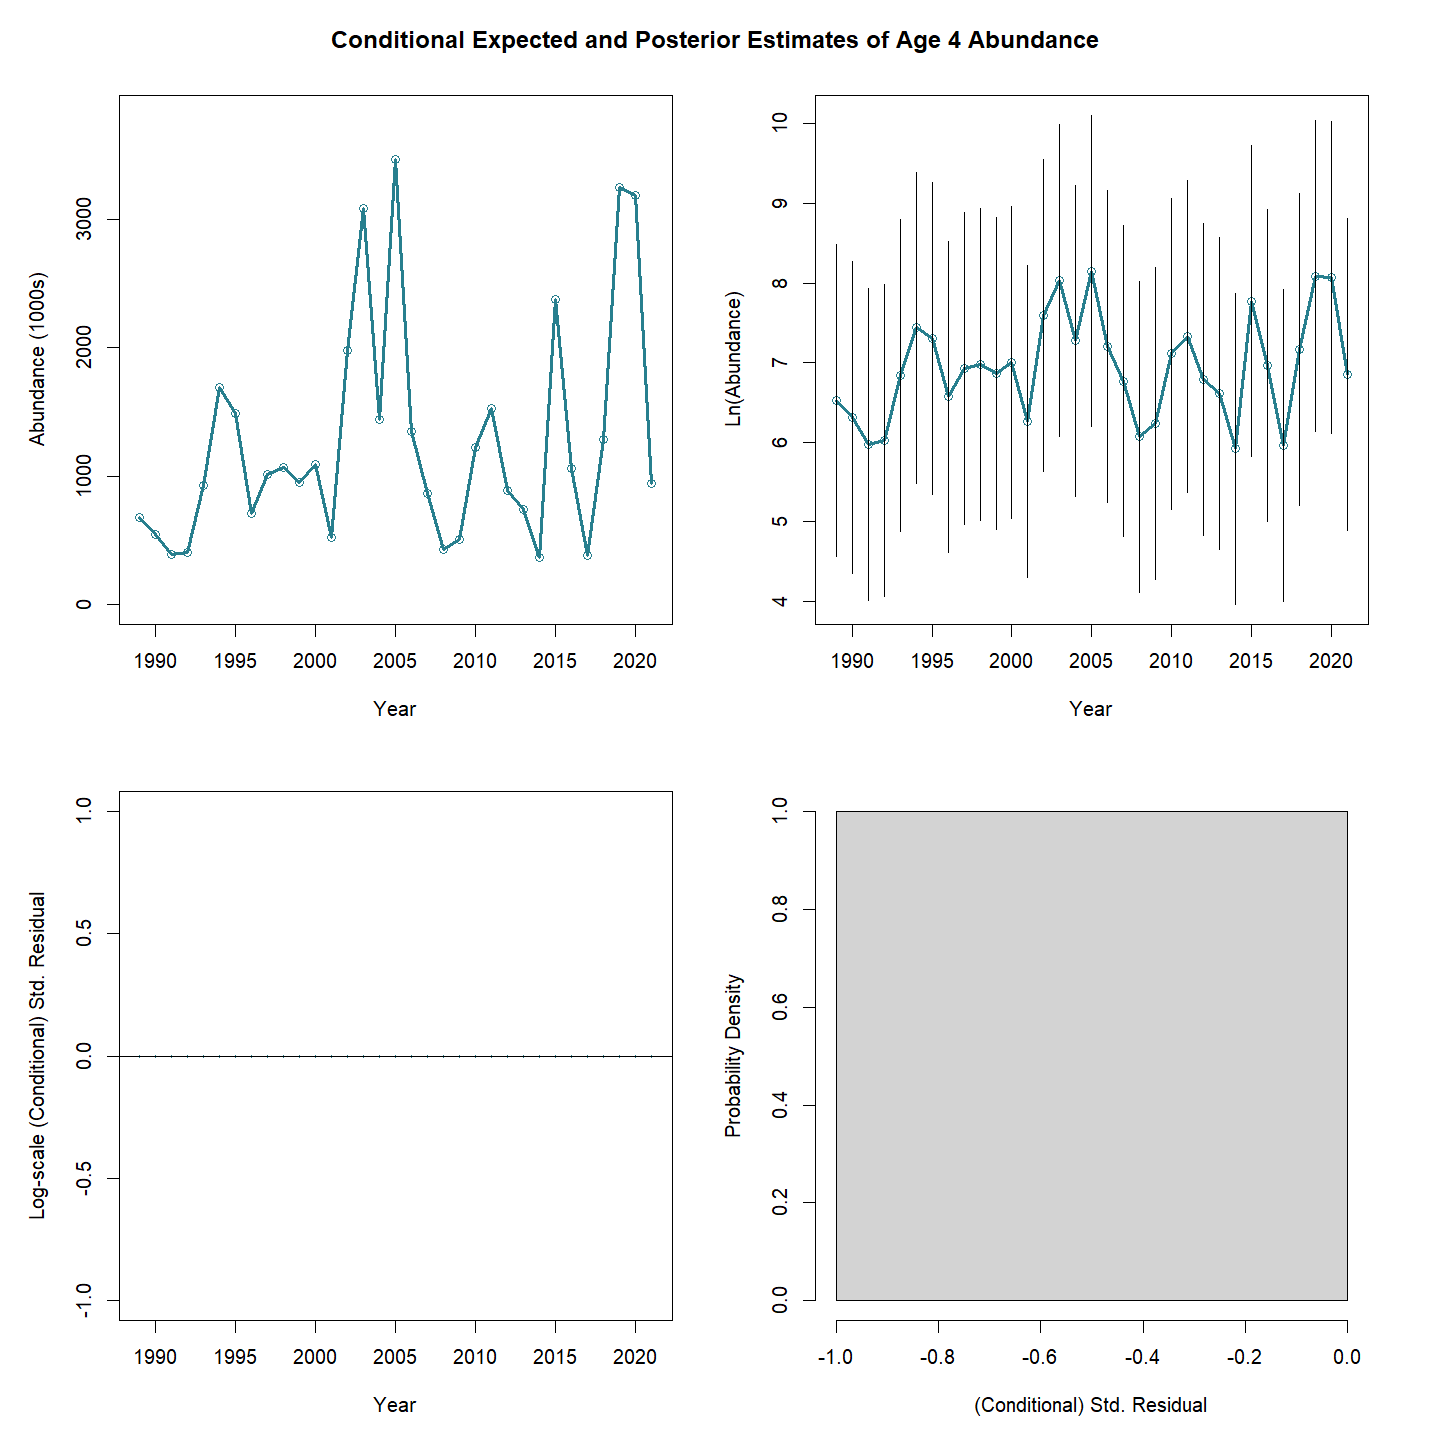 Conditional Expected and Posterior Estimates of Age 4 Abundance
Abundance (1000s)
3000
2000
1000
0
1990 1995 2000 2005 2010 2015 2020
Year
Ln(Abundance)
10
9
8
7
6
5
4
1990 1995 2000 2005 2010 2015 2020
Year
Log-scale (Conditional) Std. Residual
1.0
0.5
0.0
-0.5
-1.0
1990 1995 2000 2005 2010 2015 2020
Year
Probability Density
1.0
0.8
0.6
0.4
0.2
0.0
-1.0 -0.8 -0.6 -0.4 -0.2 0.0
(Conditional) Std. Residual